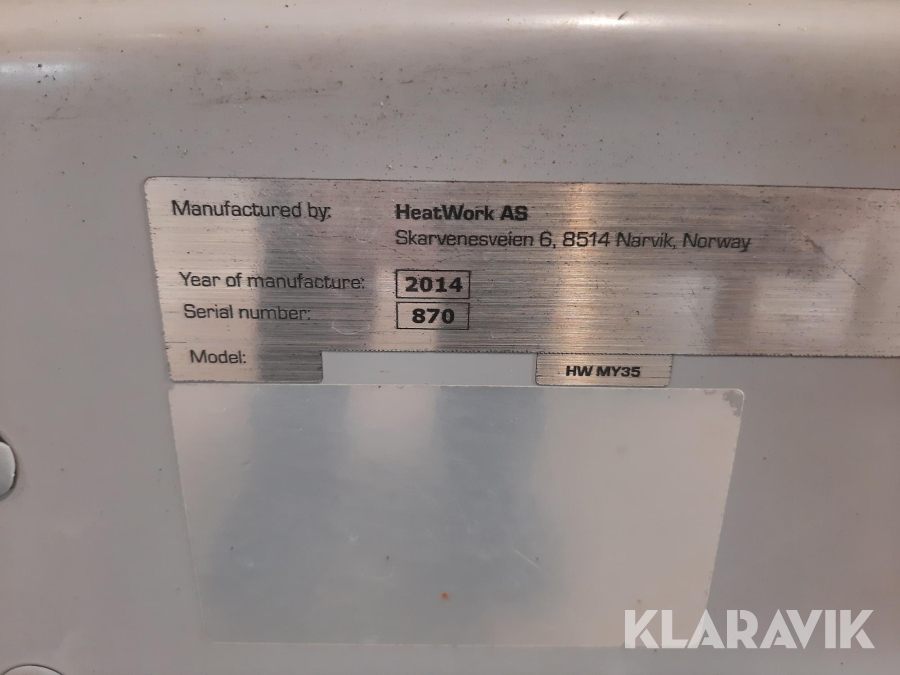 Manufactured by: HeatWork AS
Skarvenesveien 6, 8514 Narvik, Norway
Year of manufacture: 2014
Serial number: 870
Model: HW MY35
KLARAVIK